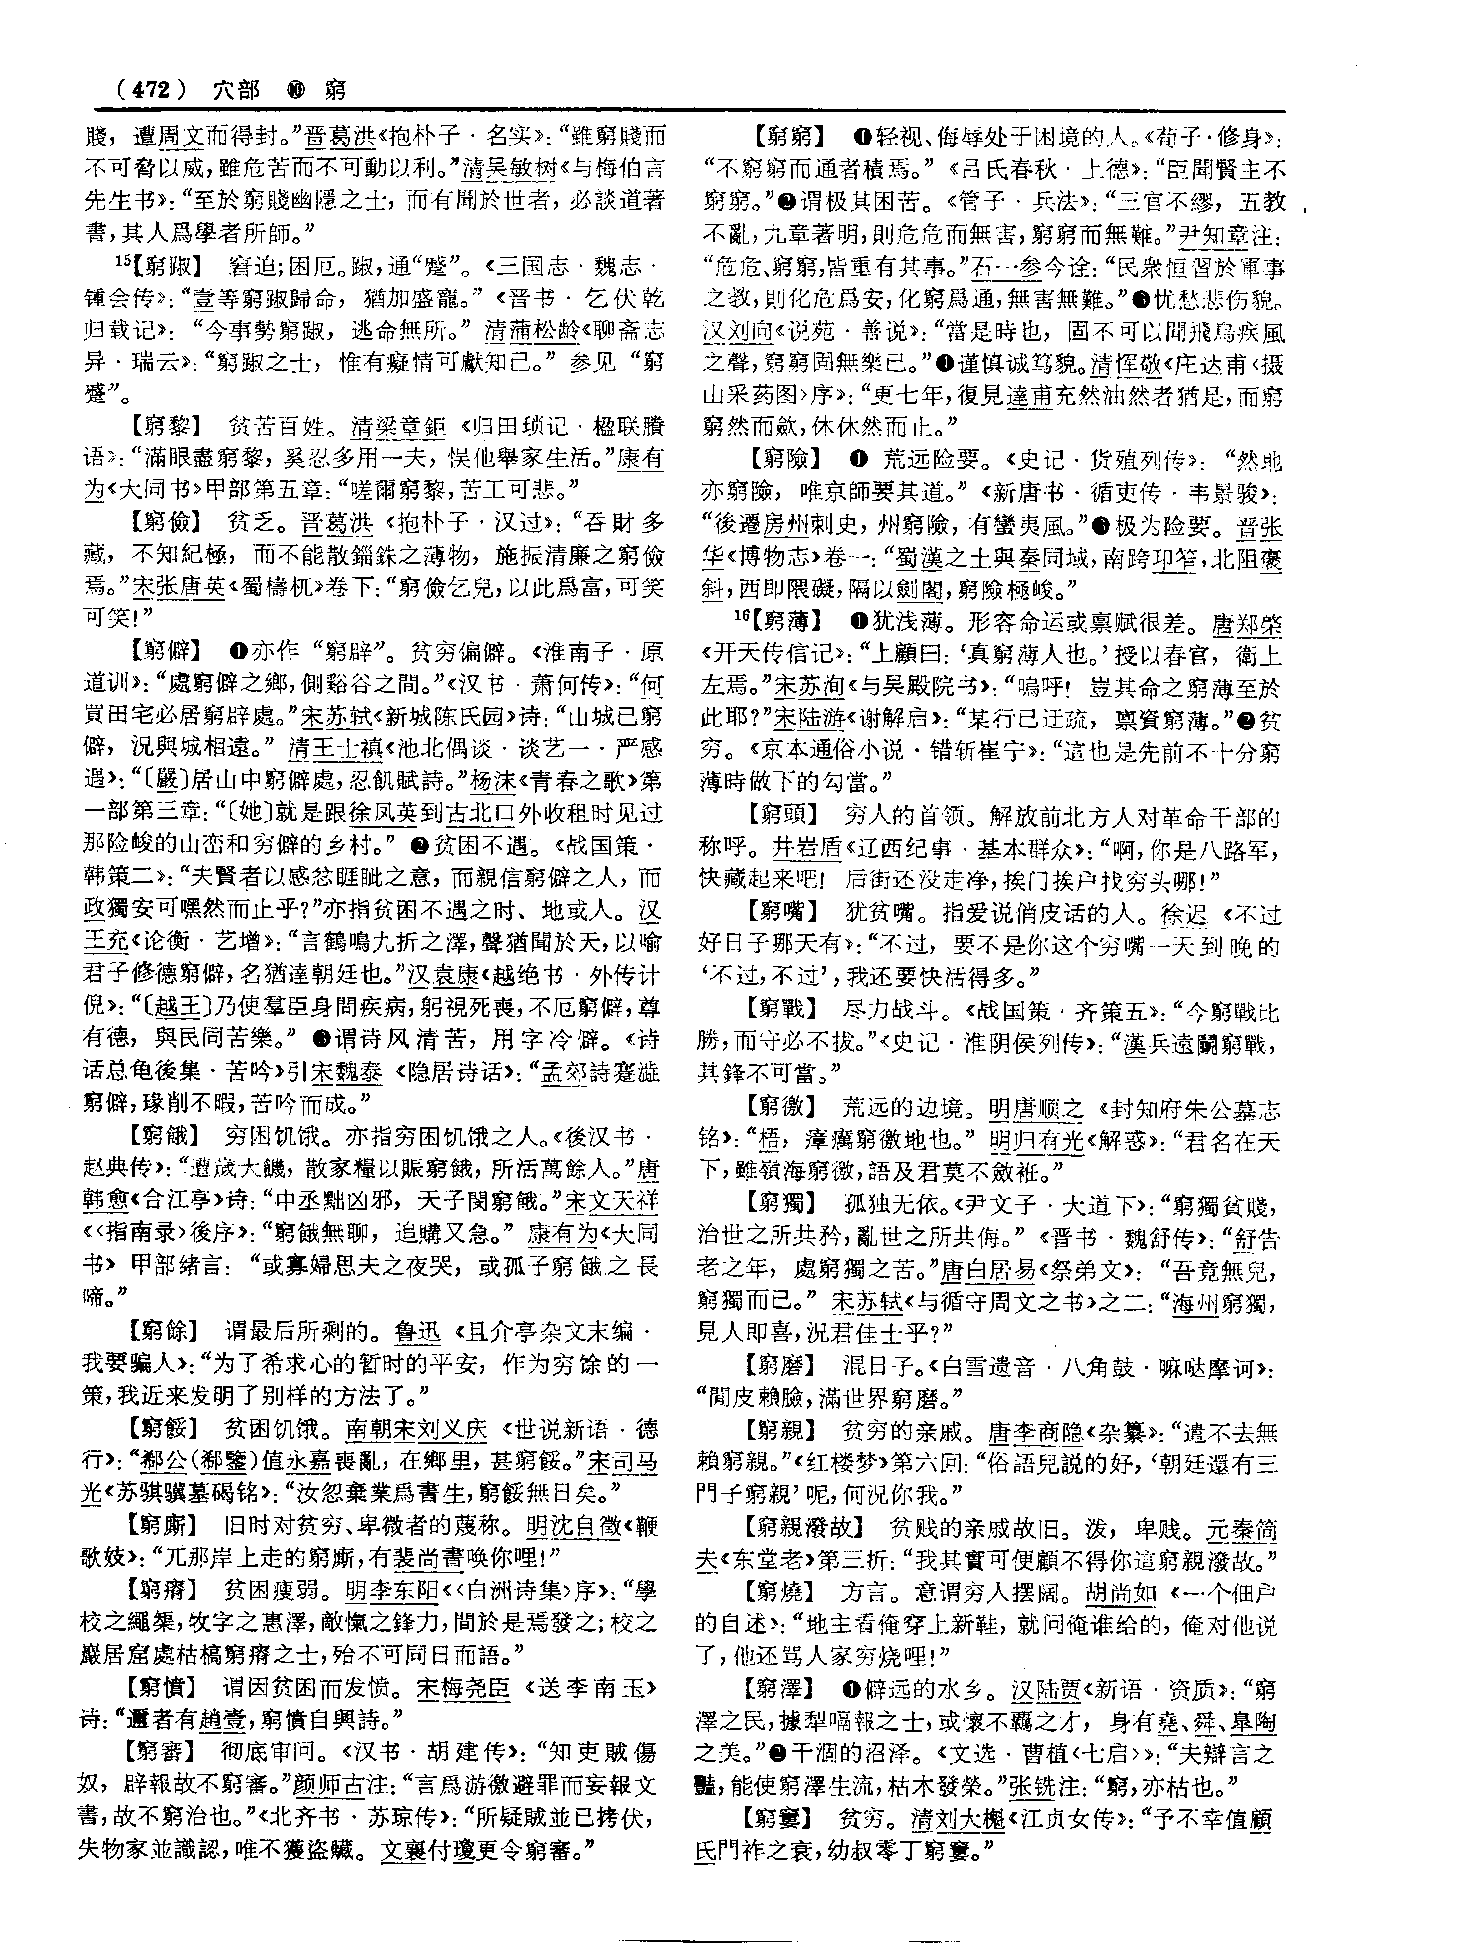 （472） 穴部 ⑩ 窮
賤，遭周文而得封。”晋葛洪《抱朴子·名实》：“雖窮賤而
不可脅以威，雖危苦而不可動以利。”清吴敏树《与梅伯言
先生书》：“至於窮賤幽隱之士，而有聞於世者，必談道著
書，其人爲學者所師。”
15【窮踧】 窘迫；困厄。踧，通“蹙”。《三国志·魏志·
锺会传》：“壹等窮踧歸命，猶加盛寵。”《晋书·乞伏乾
归载记》：“今事勢窮踧，逃命無所。”清蒲松龄《聊斋志
异·瑞云》：“窮踧之士，惟有癡情可獻知己。”参见“窮
蹙”。
【窮黎】 贫苦百姓。清梁章鉅《归田琐记·楹联賸
语》：“滿眼盡窮黎，奚忍多用一夫，悮他舉家生活。”康有
为《大同书》甲部第五章：“嗟爾窮黎，苦工可悲。”
【窮儉】 贫乏。晋葛洪《抱朴子·汉过》：“吞財多
藏，不知紀極，而不能散錙銖之薄物，施振清廉之窮儉
焉。”宋张唐英《蜀檮杌》卷下：“窮儉乞兒，以此爲富，可笑
可笑！”
【窮僻】 ❶亦作“窮辟”。贫穷偏僻。《淮南子·原
道训》：“處窮僻之鄉，側谿谷之間。”《汉书·萧何传》：“何
買田宅必居窮辟處。”宋苏轼《新城陈氏园》诗：“山城已窮
僻，況與城相遠。”清王士禛《池北偶谈·谈艺一·严感
遇》：“〔嚴〕居山中窮僻處，忍飢賦詩。”杨沫《青春之歌》第
一部第三章：“〔她〕就是跟徐凤英到古北口外收租时见过
那险峻的山峦和穷僻的乡村。”❷贫困不遇。《战国策·
韩策二》：“夫賢者以感忿睚眦之意，而親信窮僻之人，而
政獨安可嘿然而止乎？”亦指贫困不遇之时、地或人。汉
王充《论衡·艺增》：“言鶴鳴九折之澤，聲猶聞於天，以喻
君子修德窮僻，名猶達朝廷也。”汉袁康《越绝书·外传计
倪》：“〔越王〕乃使羣臣身問疾病，躬視死喪，不厄窮僻，尊
有德，與民同苦樂。”❸谓诗风清苦，用字冷僻。《诗
话总龟後集·苦吟》引宋魏泰《隐居诗话》：“孟郊詩蹇澁
窮僻，琢削不暇，苦吟而成。”
【窮餓】 穷困饥饿。亦指穷困饥饿之人。《後汉书·
赵典传》：“遭歲大饑，散家糧以賑窮餓，所活萬餘人。”唐
韩愈《合江亭》诗：“中丞黜凶邪，天子閔窮餓。”宋文天祥
《〈指南录〉後序》：“窮餓無聊，追購又急。”康有为《大同
书》甲部绪言：“或寡婦思夫之夜哭，或孤子窮餓之長
啼。”
【窮餘】 谓最后所剩的。鲁迅《且介亭杂文末编·
我要骗人》：“为了希求心的暂时的平安，作为穷馀的一
策，我近来发明了别样的方法了。”
【窮餒】 贫困饥饿。南朝宋刘义庆《世说新语·德
行》：“郗公（郗鑒）值永嘉喪亂，在鄉里，甚窮餒。”宋司马
光《苏骐骥墓碣铭》：“汝忽棄業爲書生，窮餒無日矣。”
【窮廝】 旧时对贫穷、卑微者的蔑称。明沈自徵《鞭
歌妓》：“兀那岸上走的窮廝，有裴尚書唤你哩！”
【窮瘠】 贫困瘦弱。明李东阳《〈白洲诗集〉序》：“學
校之繩榘，牧字之惠澤，敵愾之鋒力，間於是焉發之；校之
巖居窟處枯槁窮瘠之士，殆不可同日而語。”
【窮憤】 谓因贫困而发愤。宋梅尧臣《送李南玉》
诗：“邇者有趙壹，窮憤自興詩。”
【窮審】 彻底审问。《汉书·胡建传》：“知吏賊傷
奴，辟報故不窮審。”颜师古注：“言爲游徼避罪而妄報文
書，故不窮治也。”《北齐书·苏琼传》：“所疑賊並已拷伏，
失物家並識認，唯不獲盜贓。文襄付瓊更令窮審。”
【窮窮】 ❶轻视、侮辱处于困境的人。《荀子·修身》：
“不窮窮而通者積焉。”《吕氏春秋·上德》：“臣聞賢主不
窮窮。”❷谓极其困苦。《管子·兵法》：“三官不繆，五教
不亂，九章著明，則危危而無害，窮窮而無難。”尹知章注：
“危危、窮窮，皆重有其事。”石一参今诠：“民衆恒習於軍事
之教，則化危爲安，化窮爲通，無害無難。”❸忧愁悲伤貌。
汉刘向《说苑·善说》：“當是時也，固不可以聞飛鳥疾風
之聲，窮窮固無樂已。”❹谨慎诚笃貌。清恽敬《庄达甫〈摄
山采药图〉序》：“更七年，復見達甫充然油然者猶是，而窮
窮然而歛，休休然而止。”
【窮險】 ❶ 荒远险要。《史记·货殖列传》：“然地
亦窮險，唯京師要其道。”《新唐书·循吏传·韦景骏》：
“後遷房州刺史，州窮險，有蠻夷風。”❷极为险要。晋张
华《博物志》卷一：“蜀漢之土與秦同域，南跨邛筰，北阻褒
斜，西即隈礙，隔以劍閣，窮險極峻。”
16【窮薄】 ❶犹浅薄。形容命运或禀赋很差。唐郑棨
《开天传信记》：“上顧曰：‘真窮薄人也。’授以春官，衛上
左焉。”宋苏洵《与吴殿院书》：“嗚呼！豈其命之窮薄至於
此耶？”宋陆游《谢解启》：“某行己迂疏，禀資窮薄。”❷贫
穷。《京本通俗小说·错斩崔宁》：“這也是先前不十分窮
薄時做下的勾當。”
【窮頭】 穷人的首领。解放前北方人对革命干部的
称呼。井岩盾《辽西纪事·基本群众》：“啊，你是八路军，
快藏起来吧！后街还没走净，挨门挨户找穷头哪！”
【窮嘴】 犹贫嘴。指爱说俏皮话的人。徐迟《不过
好日子那天有》：“不过，要不是你这个穷嘴一天到晚的
‘不过，不过’，我还要快活得多。”
【窮戰】 尽力战斗。《战国策·齐策五》：“今窮戰比
勝，而守必不拔。”《史记·淮阴侯列传》：“漢兵遠鬭窮戰，
其鋒不可當。”
【窮徼】 荒远的边境。明唐顺之《封知府朱公墓志
铭》：“梧，瘴癘窮徼地也。”明归有光《解惑》：“君名在天
下，雖嶺海窮徼，語及君莫不斂袵。”
【窮獨】 孤独无依。《尹文子·大道下》：“窮獨貧賤，
治世之所共矜，亂世之所共侮。”《晋书·魏舒传》：“舒告
老之年，處窮獨之苦。”唐白居易《祭弟文》：“吾竟無兒，
窮獨而已。”宋苏轼《与循守周文之书》之二：“海州窮獨，
見人即喜，況君佳士乎？”
【窮磨】 混日子。《白雪遗音·八角鼓·嘛哒摩诃》：
“閒皮賴臉，滿世界窮磨。”
【窮親】 贫穷的亲戚。唐李商隐《杂纂》：“遣不去無
賴窮親。”《红楼梦》第六回：“俗語兒説的好，‘朝廷還有三
門子窮親’呢，何況你我。”
【窮親潑故】 贫贱的亲戚故旧。泼，卑贱。元秦简
夫《东堂老》第三折：“我其實可便顧不得你這窮親潑故。”
【窮燒】 方言。意谓穷人摆阔。胡尚如《一个佃户
的自述》：“地主看俺穿上新鞋，就问俺谁给的，俺对他说
了，他还骂人家穷烧哩！”
【窮澤】 ❶僻远的水乡。汉陆贾《新语·资质》：“窮
澤之民，據犁嗝報之士，或懷不羈之才，身有堯、舜、皋陶
之美。”❷干涸的沼泽。《文选·曹植〈七启〉》：“夫辯言之
豔，能使窮澤生流，枯木發榮。”张铣注：“窮，亦枯也。”
【窮窶】 贫穷。清刘大櫆《江贞女传》：“予不幸值顧
氏門祚之衰，幼叔零丁窮窶。”